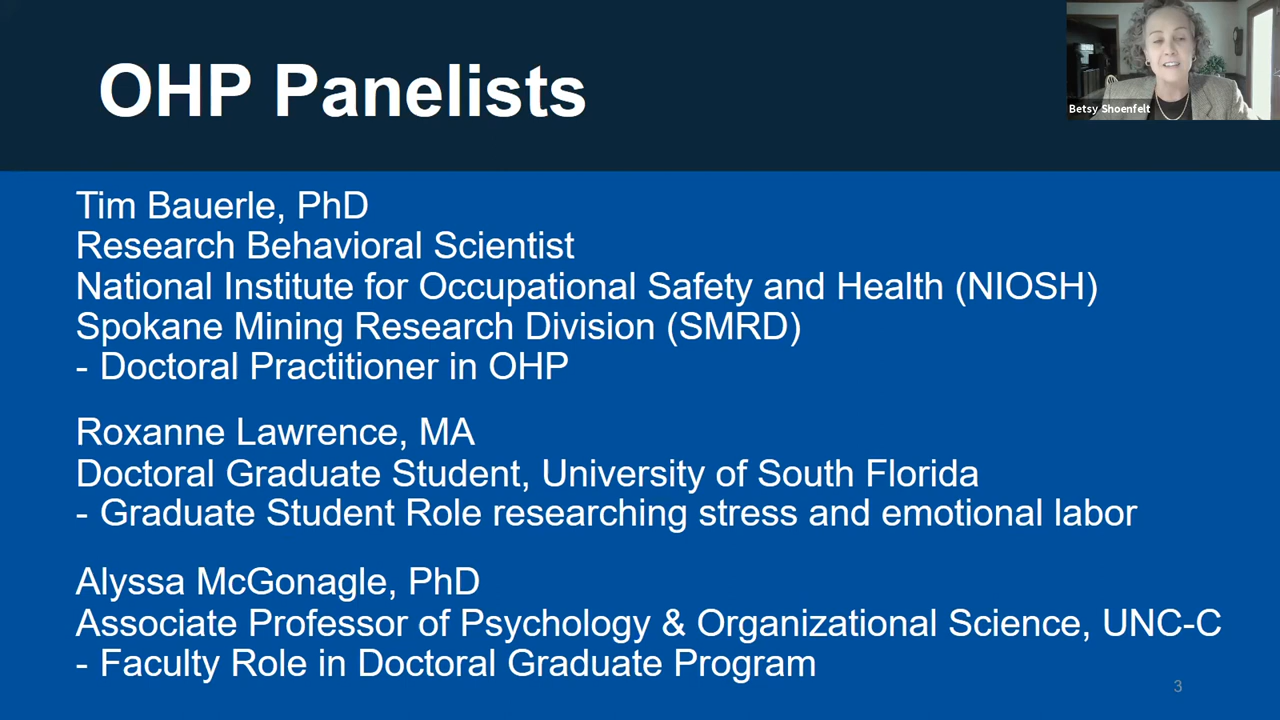 OHP Panelists
Betsy Shoenfelt
Tim Bauerle, PhD
Research Behavioral Scientist
National Institute for Occupational Safety and Health (NIOSH)
Spokane Mining Research Division (SMRD)
- Doctoral Practitioner in OHP
Roxanne Lawrence, MA
Doctoral Graduate Student, University of South Florida
- Graduate Student Role researching stress and emotional labor
Alyssa McGonagle, PhD
Associate Professor of Psychology & Organizational Science, UNC-C
- Faculty Role in Doctoral Graduate Program
3